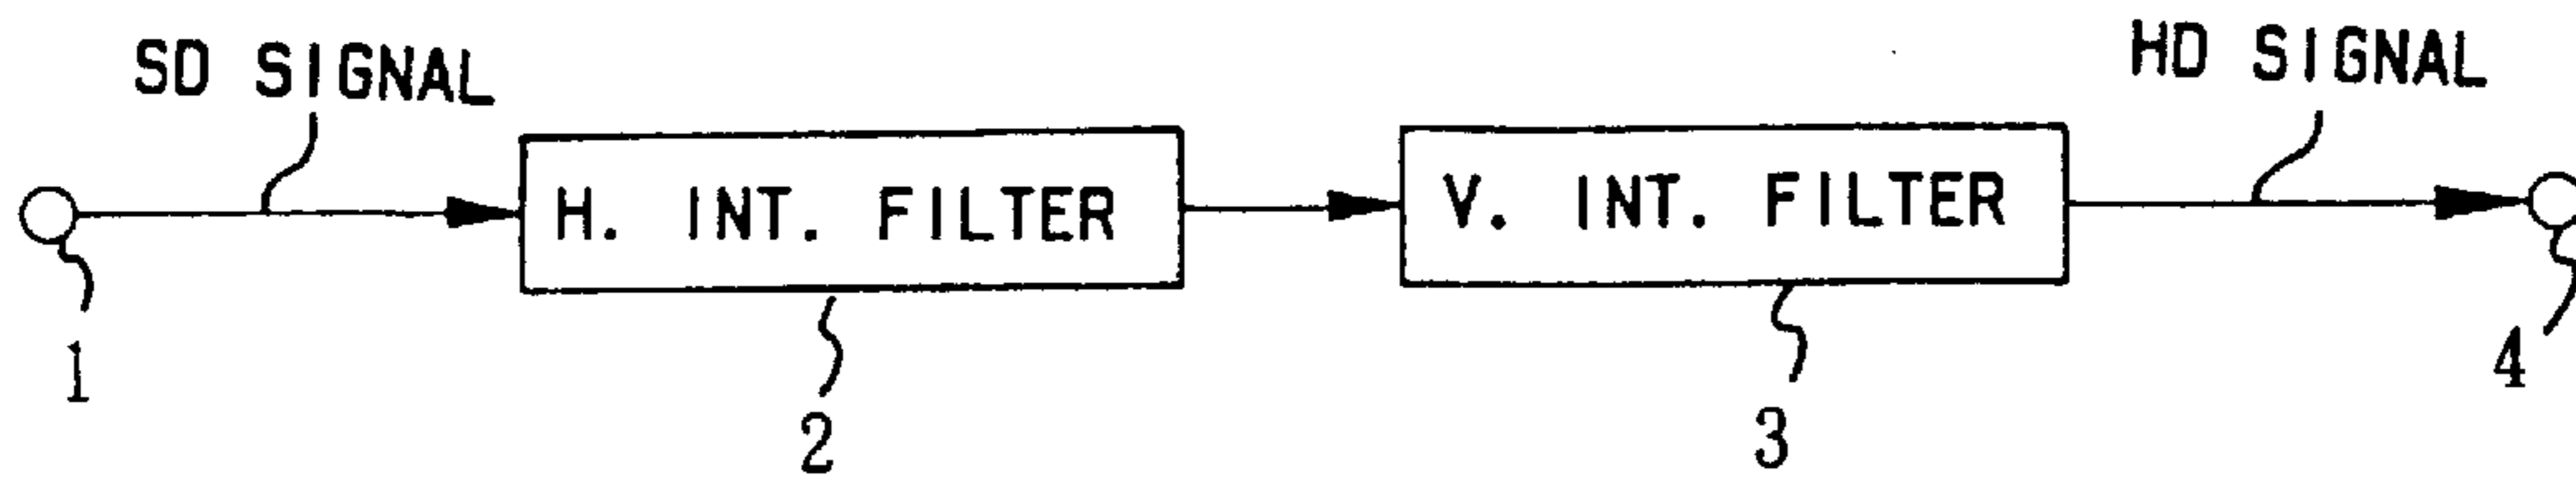 SD SIGNAL
HD SIGNAL
H. INT. FILTER
V. INT. FILTER
1
2
3
4